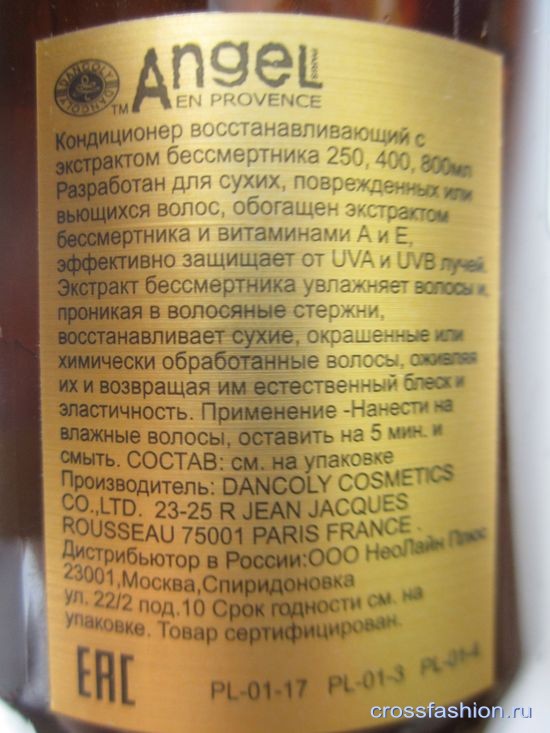 DANCOLY
DANCOLY
TM
AngeL
PARIS
EN PROVENCE
Кондиционер восстанавливающий с
экстрактом бессмертника 250, 400, 800мл
Разработан для сухих, поврежденных или
вьющихся волос, обогащен экстрактом
бессмертника и витаминами А и Е,
эффективно защищает от UVA и UVB лучей.
Экстракт бессмертника увлажняет волосы и,
проникая в волосяные стержни,
восстанавливает сухие, окрашенные или
химически обработанные волосы, оживляя
их и возвращая им естественный блеск и
эластичность. Применение -Нанести на
влажные волосы, оставить на 5 мин. и
смыть. СОСТАВ: см. на упаковке
Производитель: DANCOLY COSMETICS
CO.,LTD. 23-25 R JEAN JACQUES
ROUSSEAU 75001 PARIS FRANCE .
Дистрибьютор в России:ООО НеоЛайн Плюс
23001,Москва,Спиридоновка
ул. 22/2 под.10 Срок годности см. на
упаковке. Товар сертифицирован.
EAC PL-01-17 PL-01-3 PL-01-4
crossfashion.ru